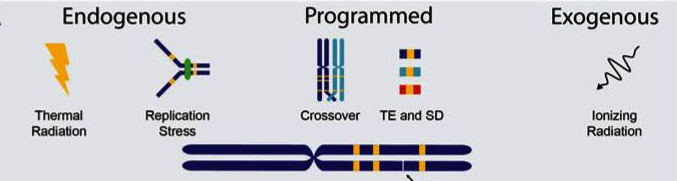 Endogenous Programmed Exogenous
Thermal Radiation
Replication Stress
Crossover
TE and SD
Ionizing Radiation